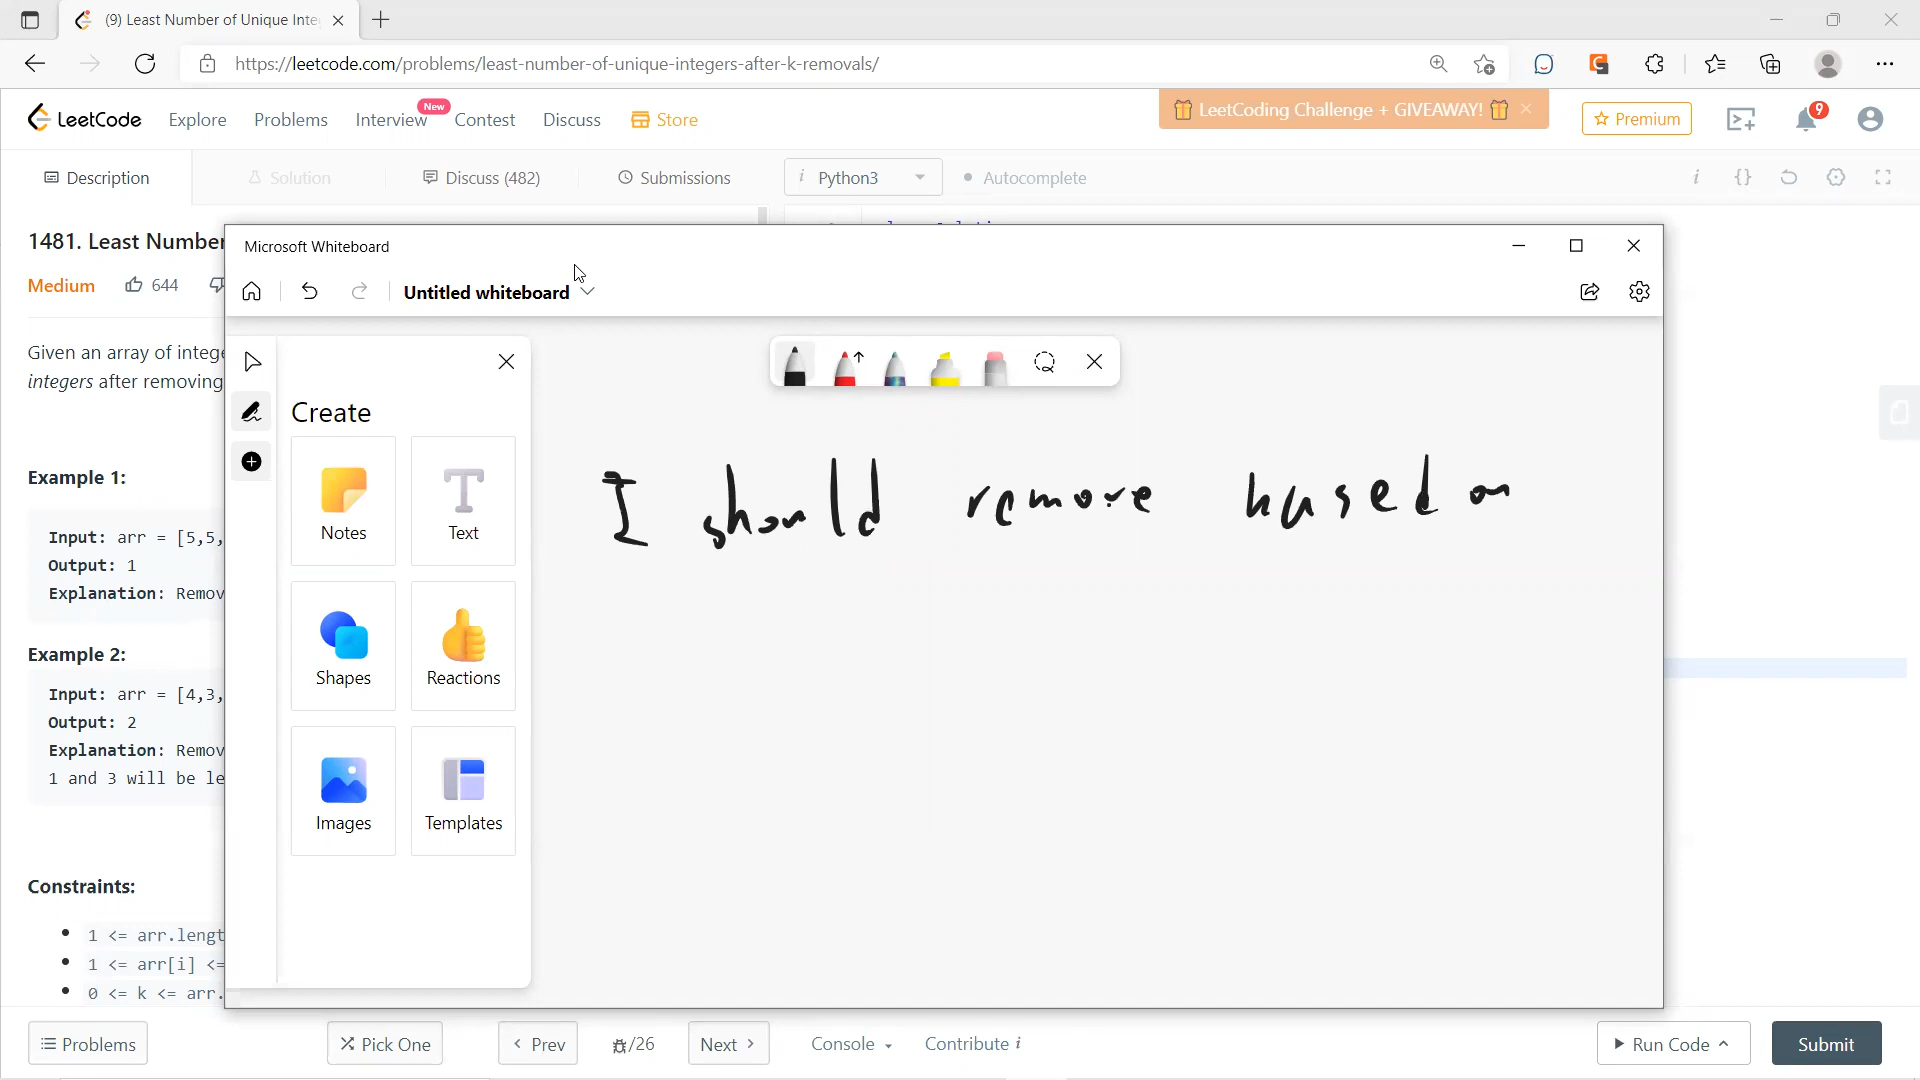 (9) Least Number of Unique Inte
https://leetcode.com/problems/least-number-of-unique-integers-after-k-removals/
LeetCode Explore Problems Interview New Contest Discuss Store LeetCoding Challenge + GIVEAWAY! Premium 9
Description Solution Discuss (482) Submissions i Python3 Autocomplete i {}
1481. Least Number
Microsoft Whiteboard
Medium 644
Untitled whiteboard
Given an array of intege
integers after removing
Create
Example 1:
Notes Text
Input: arr = [5,5,
Output: 1
Explanation: Remov
I should remove based on
Example 2:
Shapes Reactions
Input: arr = [4,3,
Output: 2
Explanation: Remov
1 and 3 will be le
Images Templates
Constraints:
1 <= arr.lengt
1 <= arr[i] <=
0 <= k <= arr.
Problems Pick One Prev /26 Next Console Contribute i Run Code Submit